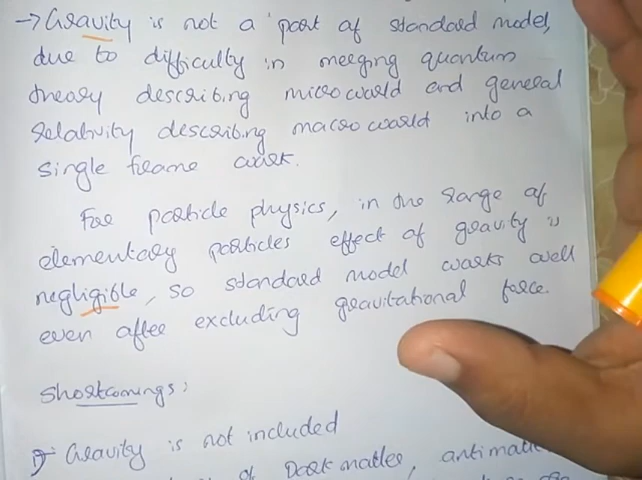 → Gravity is not a part of standard model,
due to difficulty in merging quantum
theory describing microworld and general
relativity describing macroworld into a
single frame work.
For particle physics, in the range of
elementary particles effect of gravity is
negligible, so standard model works well
even after excluding gravitational force.
Shortcomings:
Gravity is not included
of Dark matter, antimatte